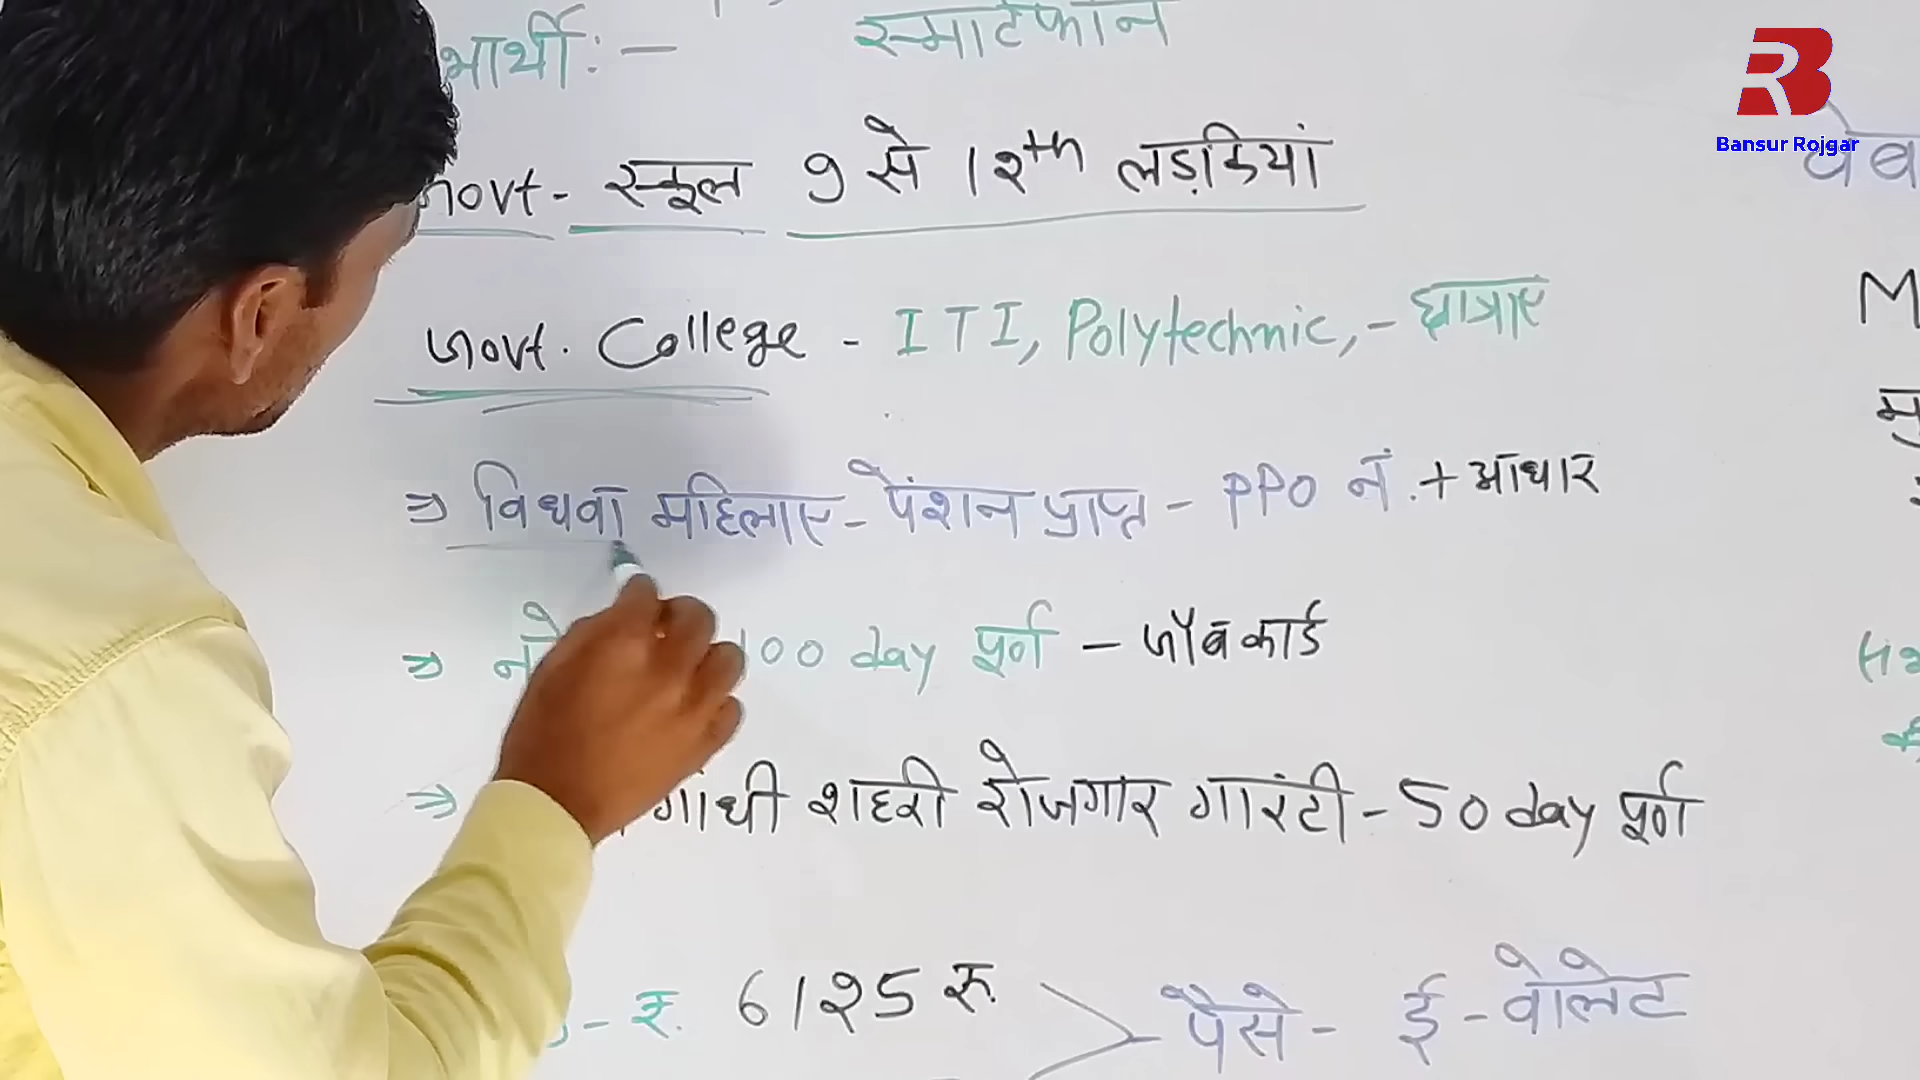 स्मार्टफोन
भार्थी: –
Govt - स्कूल 9 से 12th लड़कियां
Govt. College - ITI, Polytechnic, - छात्राए
⇒ विधवा महिलाए - पेंशन प्राप्त - PPO नं. + आधार
⇒ 100 day पूर्ण – जॉब कार्ड
⇒ गांधी शहरी रोजगार गारंटी - 50 day पूर्ण
- रु. 6125 रु. पैसे - ई - वोलेट
Bansur Rojgar